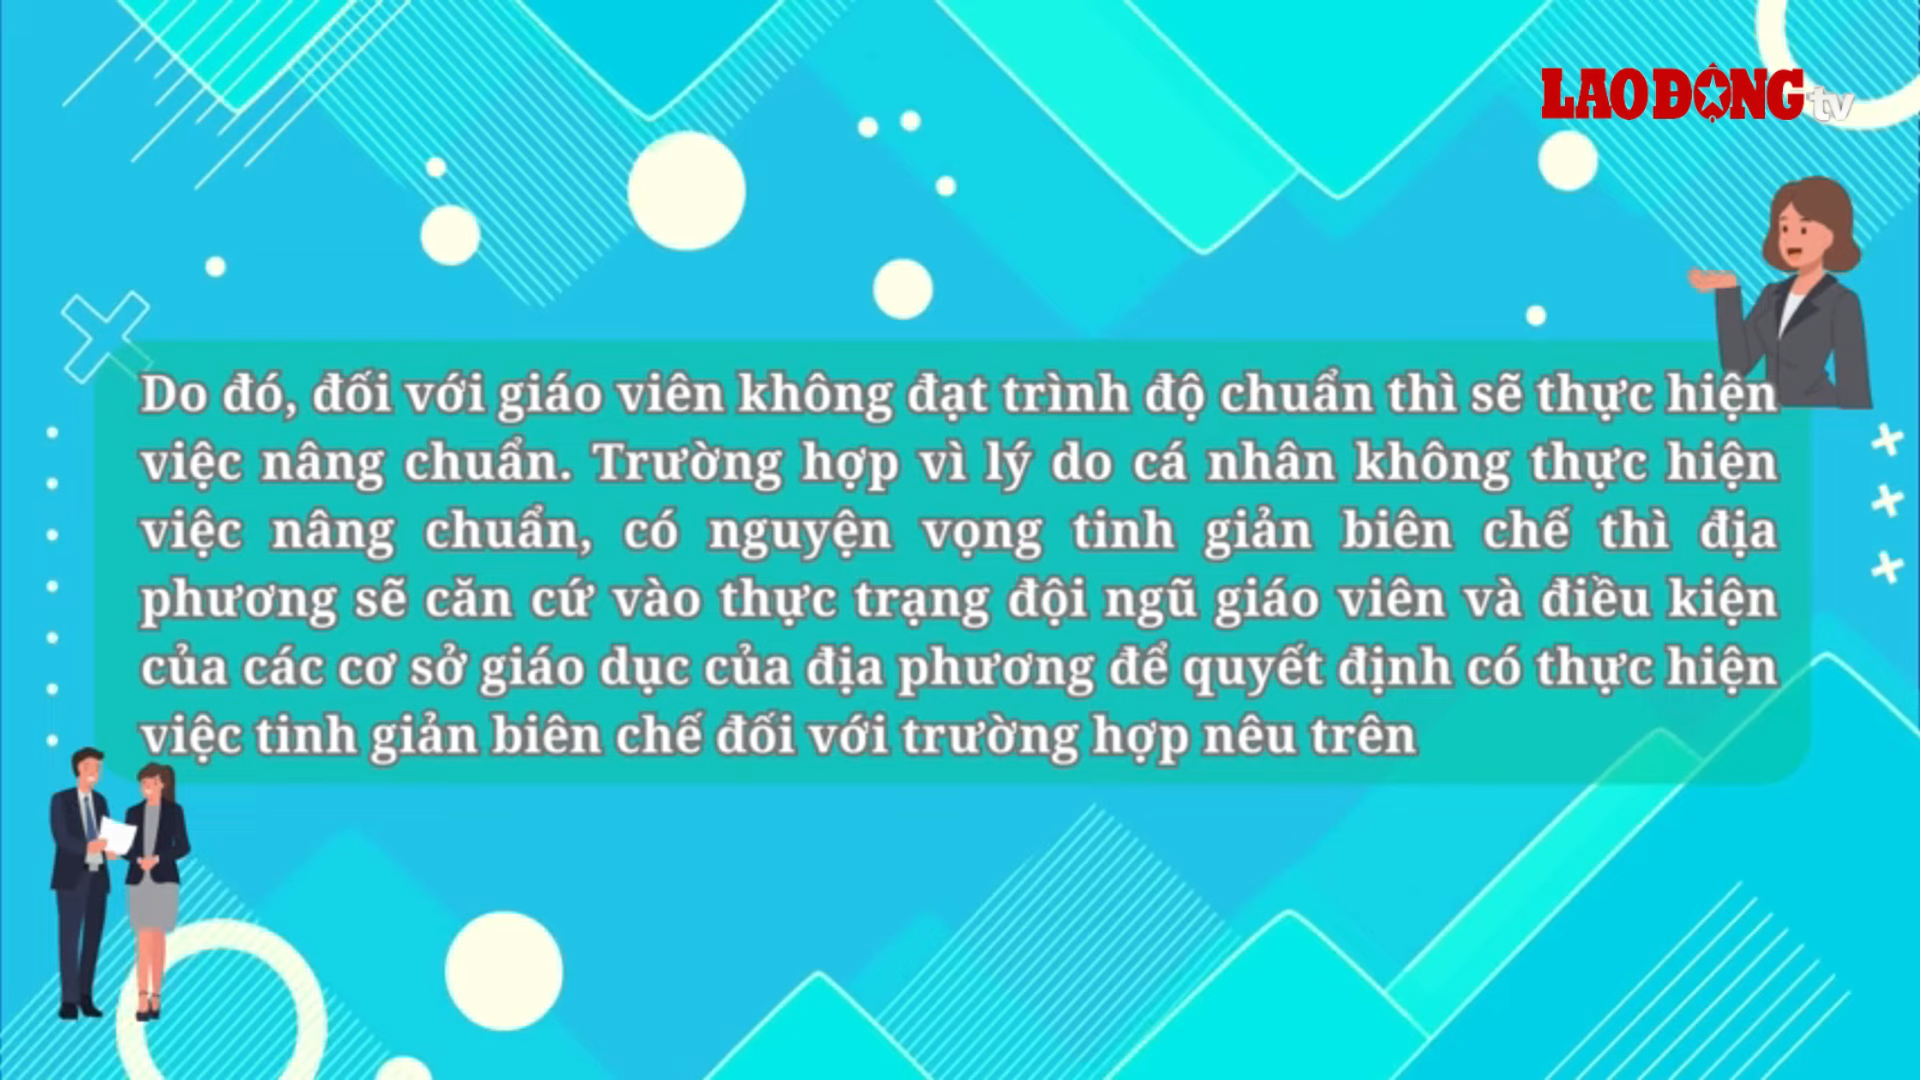 LAO ĐỘNG tv
Do đó, đối với giáo viên không đạt trình độ chuẩn thì sẽ thực hiện
việc nâng chuẩn. Trường hợp vì lý do cá nhân không thực hiện
việc nâng chuẩn, có nguyện vọng tinh giản biên chế thì địa
phương sẽ căn cứ vào thực trạng đội ngũ giáo viên và điều kiện
của các cơ sở giáo dục của địa phương để quyết định có thực hiện
việc tinh giản biên chế đối với trường hợp nêu trên